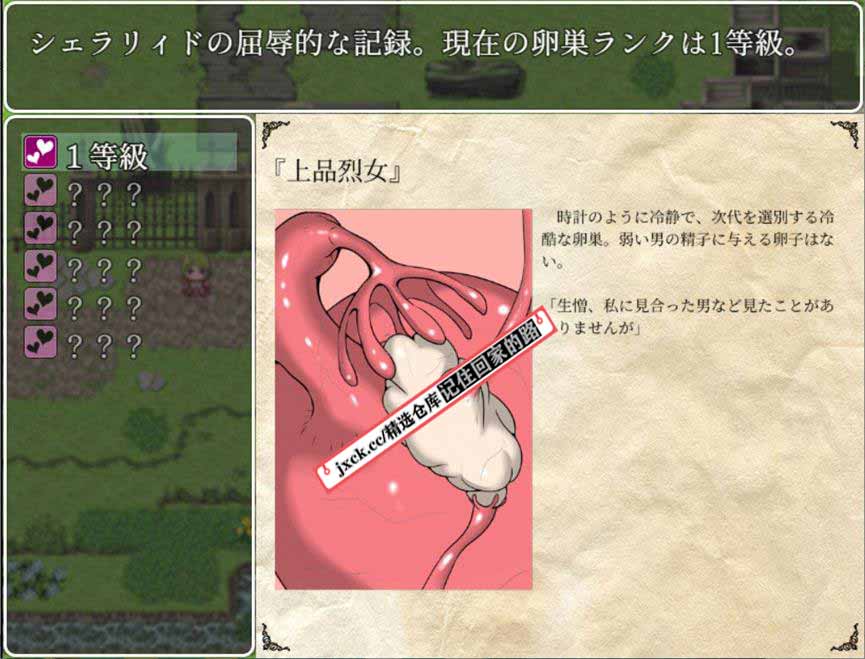 シェラリィドの屈辱的な記録。現在の卵巣ランクは1等級。
1等級
？？？
？？？
？？？
？？？
？？？
『上品烈女』
時計のように冷静で、次代を選別する冷
酷な卵巣。弱い男の精子に与える卵子はな
い。
「生憎、私に見合った男など見たことがあ
りませんが」
jxck.cc/精选仓库记住回家的路